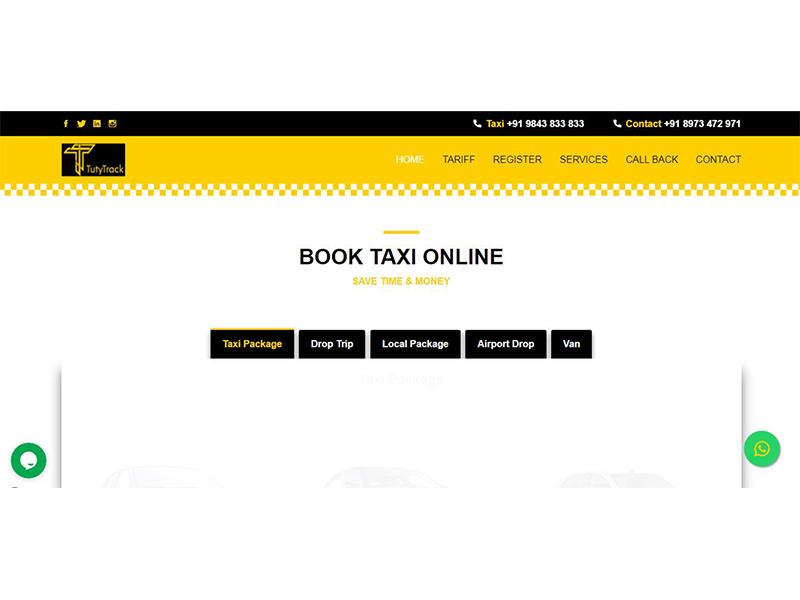 Taxi +91 9843 833 833 Contact +91 8973 472 971
TutyTrack
HOME TARIFF REGISTER SERVICES CALL BACK CONTACT
BOOK TAXI ONLINE
SAVE TIME & MONEY
Taxi Package Drop Trip Local Package Airport Drop Van
Taxi Package